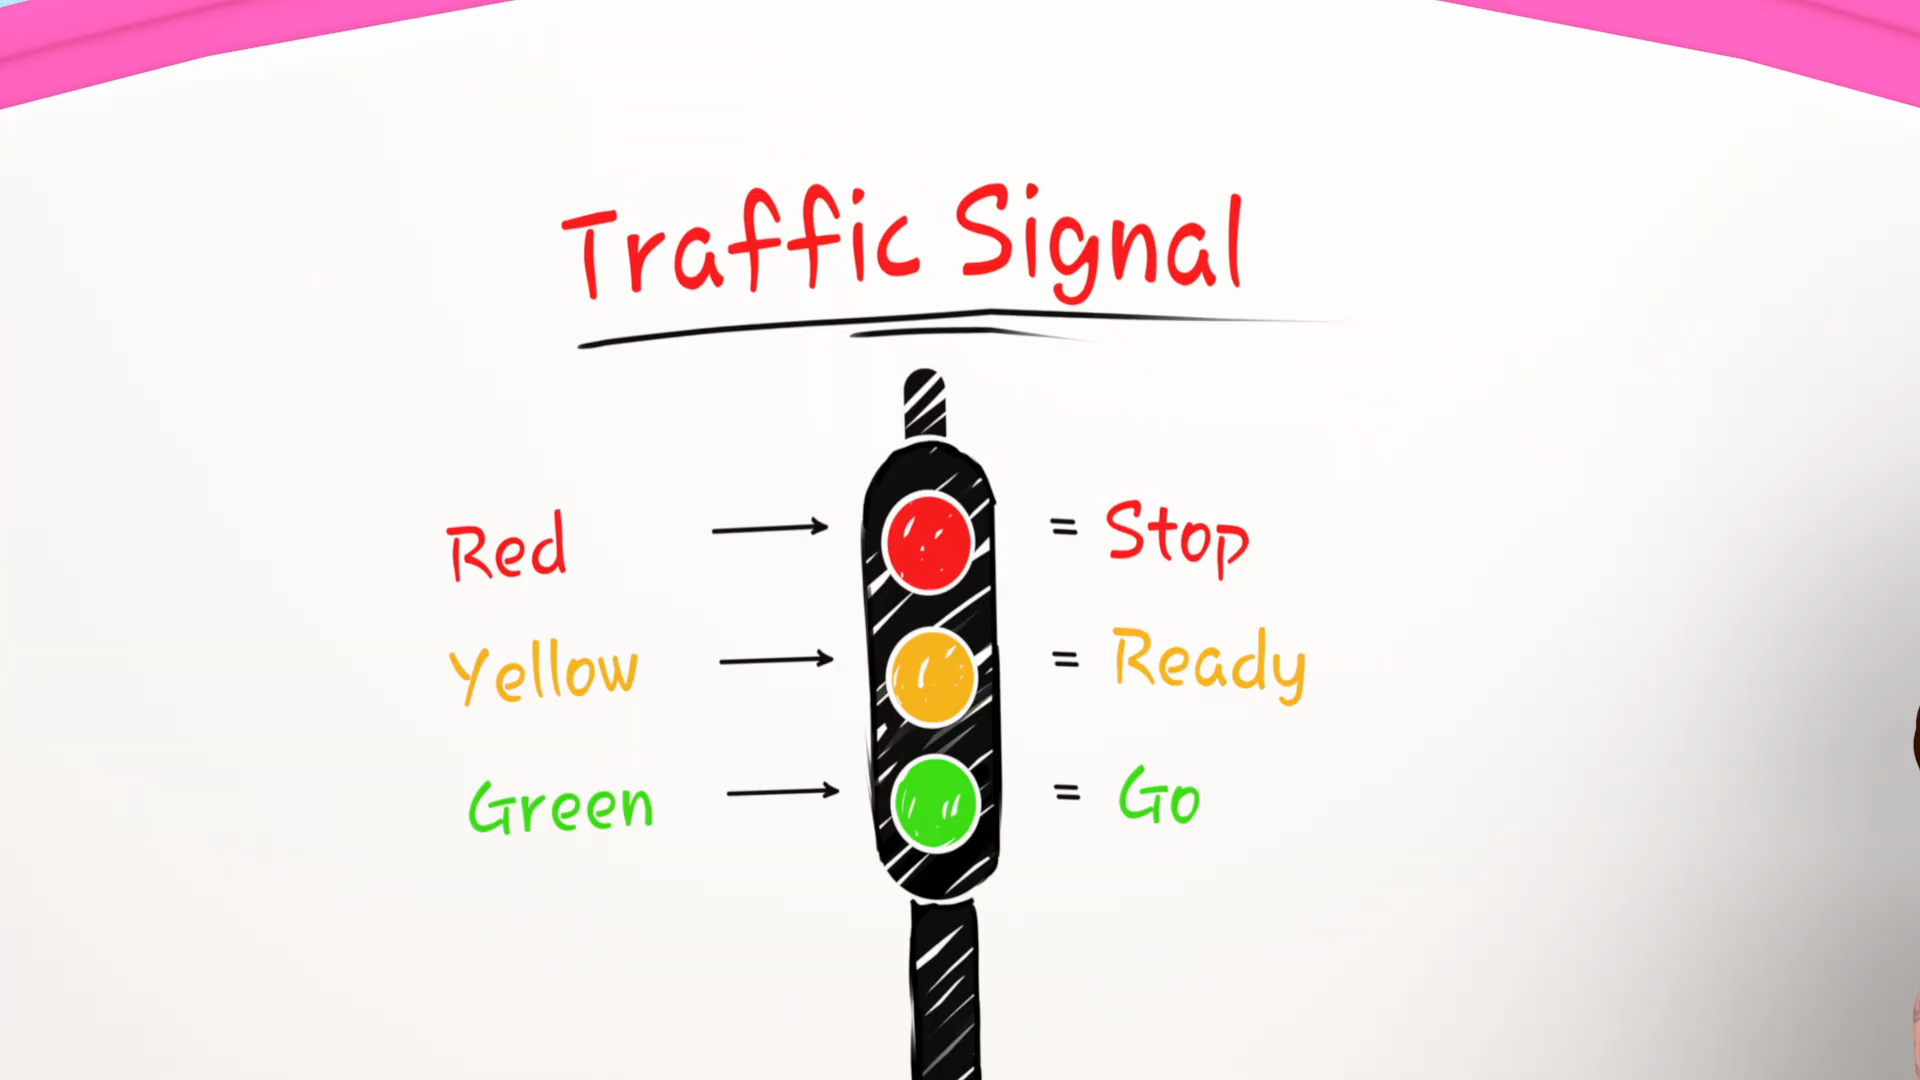 Traffic Signal
Red = Stop
Yellow = Ready
Green = Go